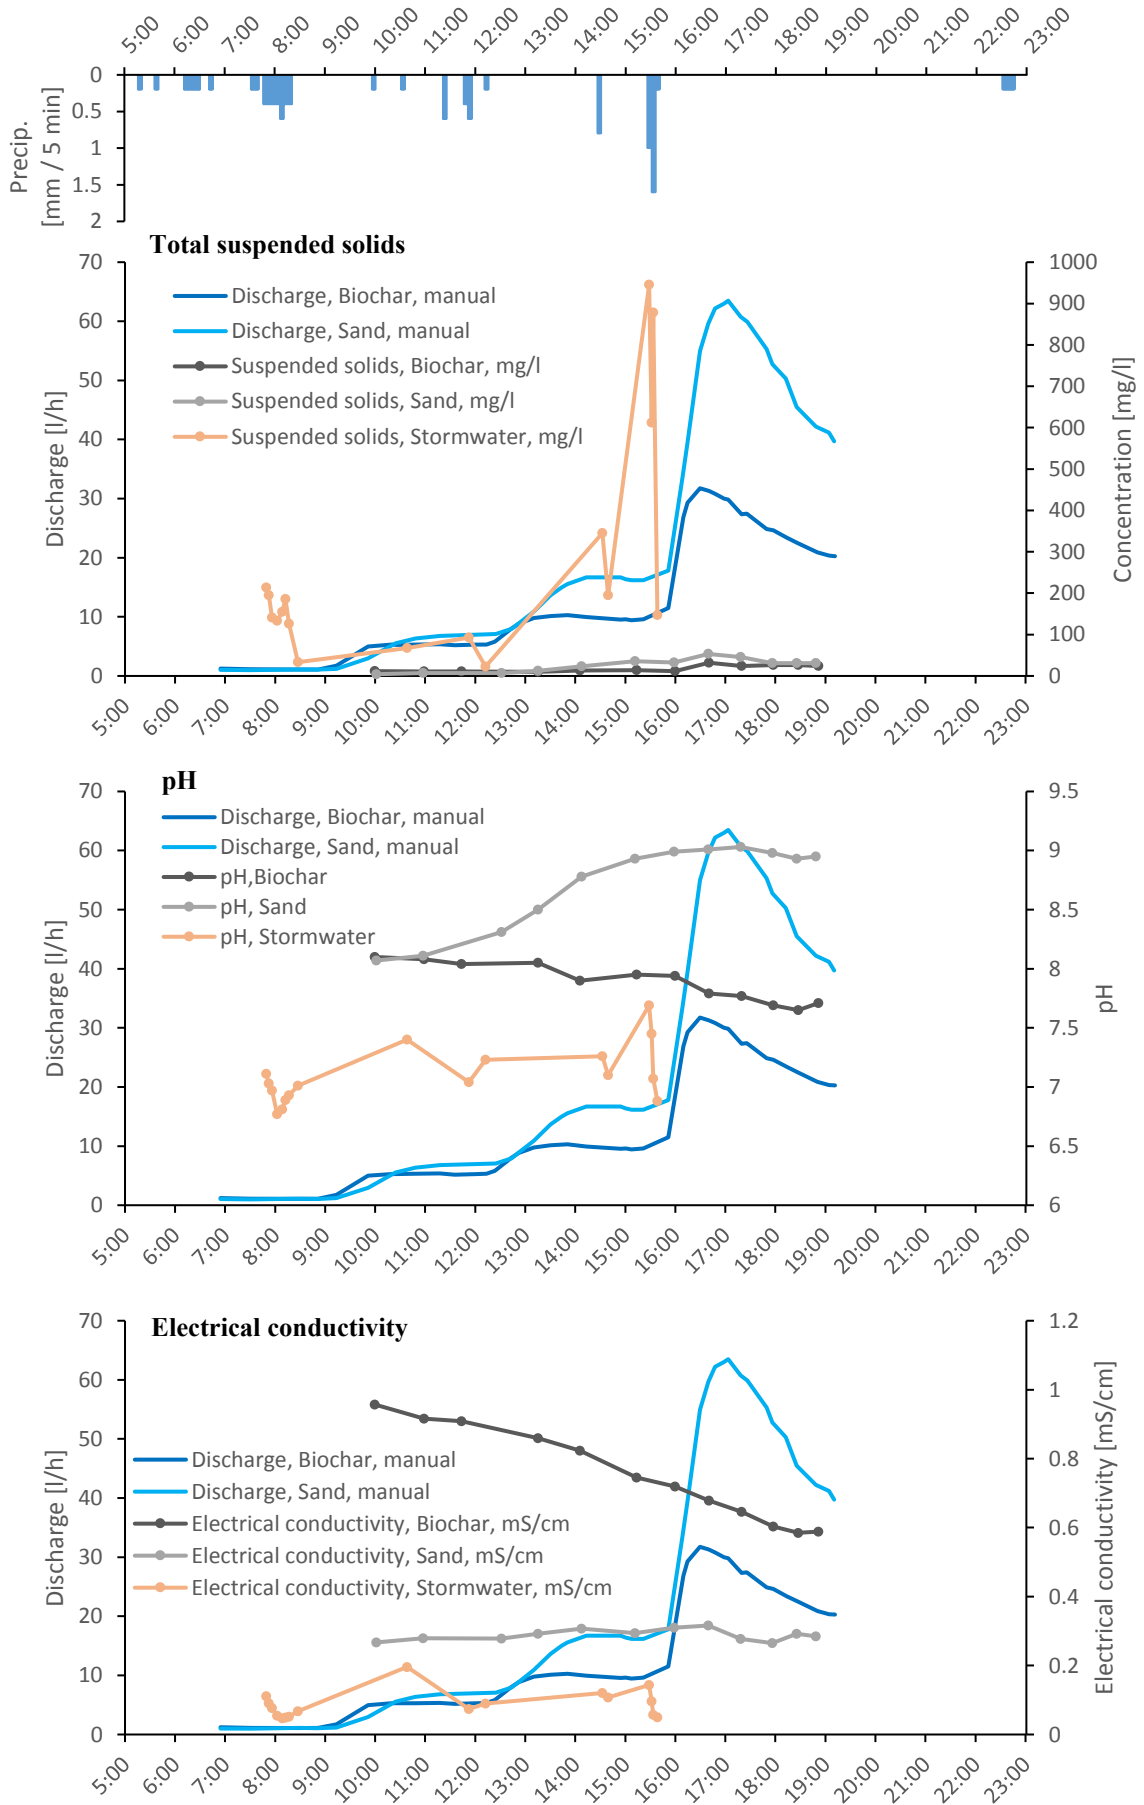 5:00 6:00 7:00 8:00 9:00 10:00 11:00 12:00 13:00 14:00 15:00 16:00 17:00 18:00 19:00 20:00 21:00 22:00 23:00
Precip.
[mm / 5 min]
0
0.5
1
1.5
2
Total suspended solids
Discharge [l/h]
70
60
50
40
30
20
10
0
Discharge, Biochar, manual
Discharge, Sand, manual
Suspended solids, Biochar, mg/l
Suspended solids, Sand, mg/l
Suspended solids, Stormwater, mg/l
1000
900
800
700
600
500
400
300
200
100
0
Concentration [mg/l]
5:00 6:00 7:00 8:00 9:00 10:00 11:00 12:00 13:00 14:00 15:00 16:00 17:00 18:00 19:00 20:00 21:00 22:00 23:00
pH
Discharge [l/h]
70
60
50
40
30
20
10
0
Discharge, Biochar, manual
Discharge, Sand, manual
pH,Biochar
pH, Sand
pH, Stormwater
9.5
9
8.5
8
7.5
7
6.5
6
pH
5:00 6:00 7:00 8:00 9:00 10:00 11:00 12:00 13:00 14:00 15:00 16:00 17:00 18:00 19:00 20:00 21:00 22:00 23:00
Electrical conductivity
Discharge [l/h]
70
60
50
40
30
20
10
0
Discharge, Biochar, manual
Discharge, Sand, manual
Electrical conductivity, Biochar, mS/cm
Electrical conductivity, Sand, mS/cm
Electrical conductivity, Stormwater, mS/cm
1.2
1
0.8
0.6
0.4
0.2
0
Electrical conductivity [mS/cm]
5:00 6:00 7:00 8:00 9:00 10:00 11:00 12:00 13:00 14:00 15:00 16:00 17:00 18:00 19:00 20:00 21:00 22:00 23:00